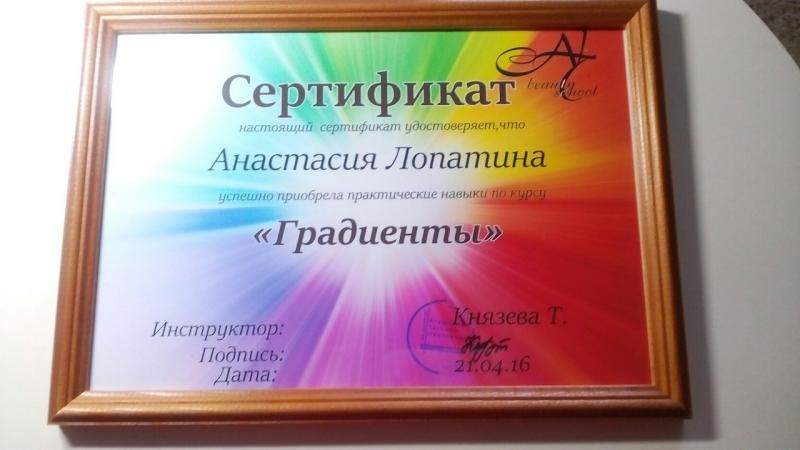 AL
beauty
school
Сертификат
настоящий сертификат удостоверяет,что
Анастасия Лопатина
успешно приобрела практические навыки по курсу
«Градиенты»
Инструктор: Князева Т.
Подпись:
Дата: 21.04.16